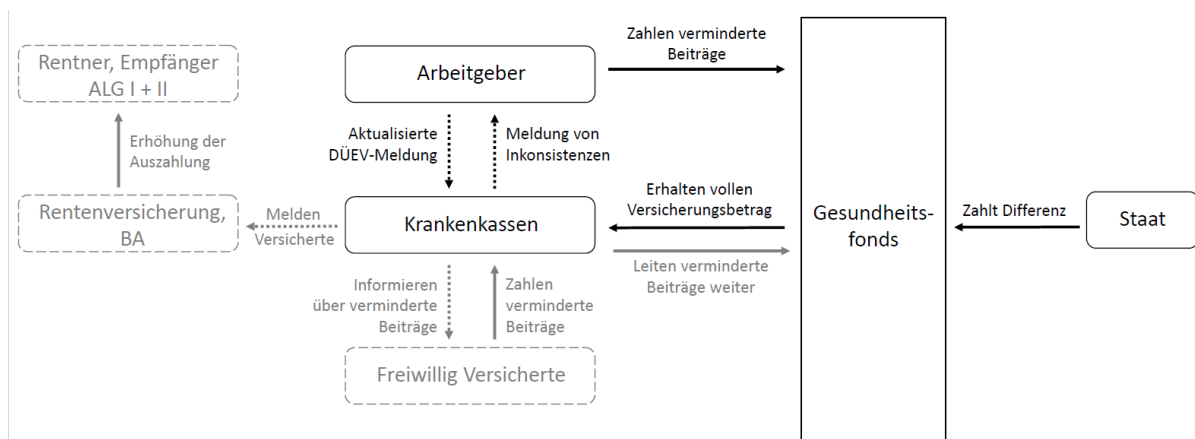 Rentner, Empfänger
ALG I + II
Arbeitgeber
Zahlen verminderte
Beiträge
Erhöhung der
Auszahlung
Aktualisierte
DÜEV-Meldung
Meldung von
Inkonsistenzen
Rentenversicherung,
BA
Melden
Versicherte
Krankenkassen
Erhalten vollen
Versicherungsbetrag
Leiten verminderte
Beiträge weiter
Gesundheits-
fonds
Zahlt Differenz
Staat
Informieren
über verminderte
Beiträge
Zahlen
verminderte
Beiträge
Freiwillig Versicherte